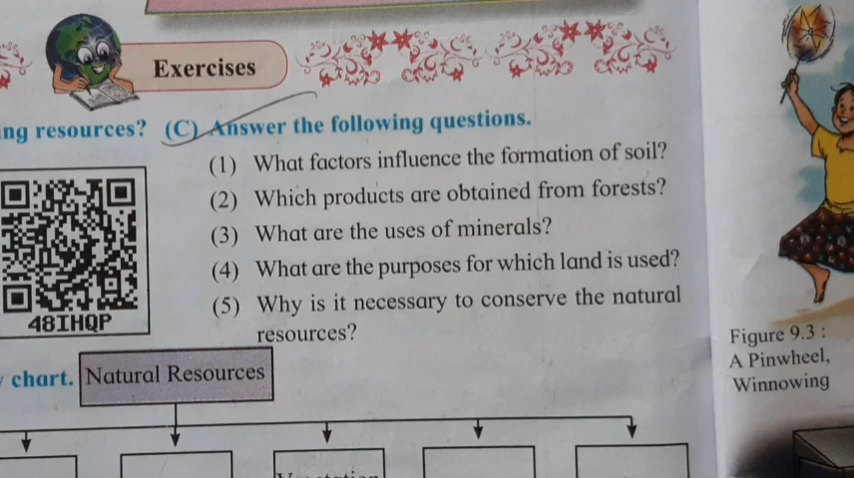 Exercises
ng resources? (C) Answer the following questions.
(1) What factors influence the formation of soil?
(2) Which products are obtained from forests?
(3) What are the uses of minerals?
(4) What are the purposes for which land is used?
(5) Why is it necessary to conserve the natural
resources?
48IHQP
chart. Natural Resources
Figure 9.3 :
A Pinwheel,
Winnowing